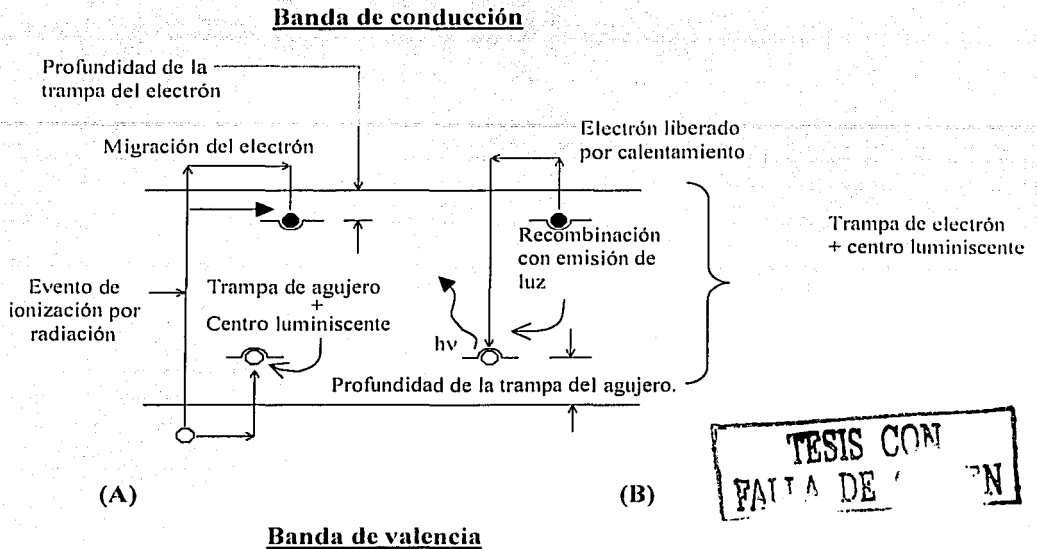 Banda de conducción
Profundidad de la
trampa del electrón
Migración del electrón
Electrón liberado
por calentamiento
Evento de
ionización por
radiación
Trampa de agujero
+
Centro luminiscente
Recombinación
con emisión de
luz
hν
Profundidad de la trampa del agujero.
Trampa de electrón
+ centro luminiscente
(A)
(B)
Banda de valencia
TESIS CON
DE